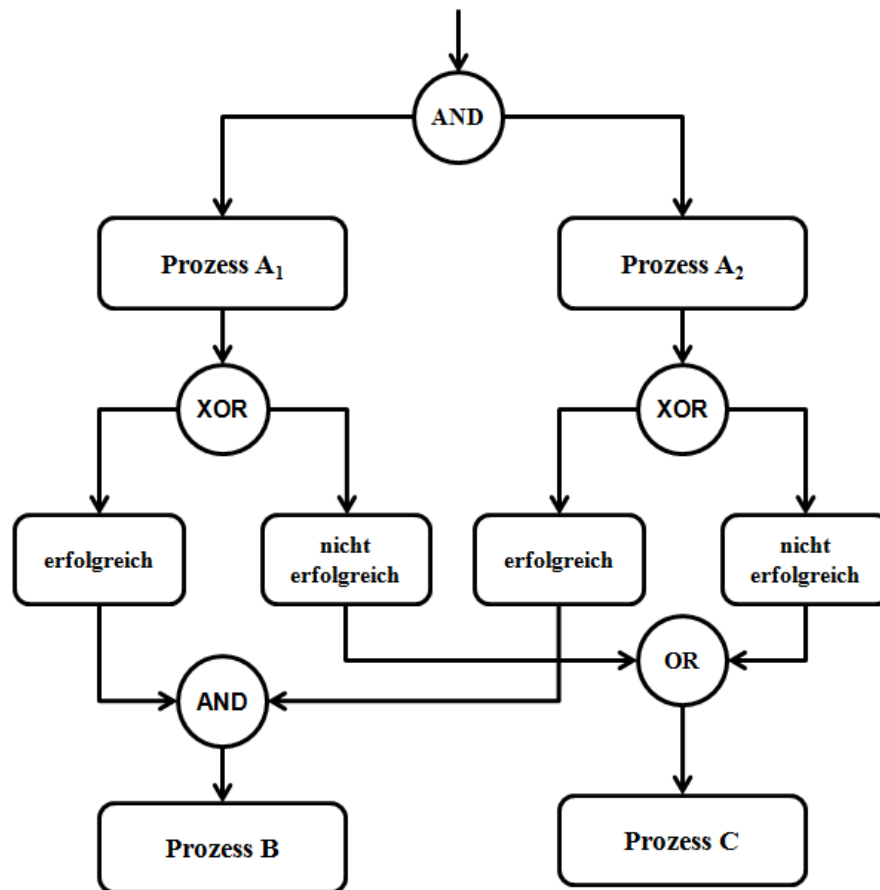 AND
Prozess A₁
Prozess A₂
XOR
XOR
erfolgreich
nicht
erfolgreich
erfolgreich
nicht
erfolgreich
AND
OR
Prozess B
Prozess C